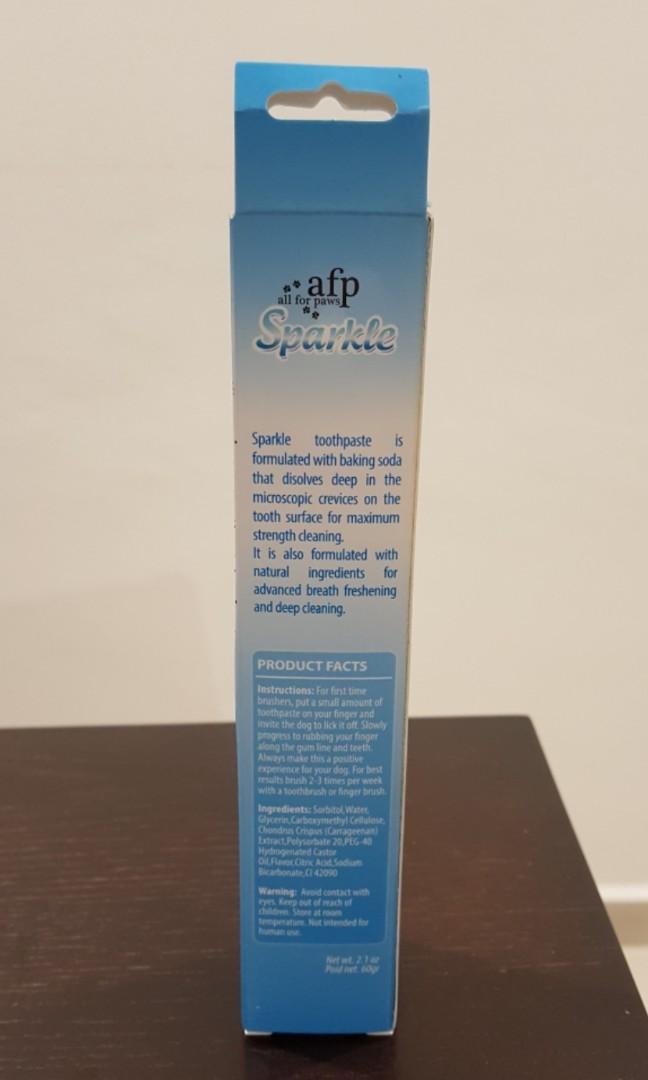 afp
all for paws
Sparkle
Sparkle toothpaste is
formulated with baking soda
that disolves deep in the
microscopic crevices on the
tooth surface for maximum
strength cleaning.
It is also formulated with
natural ingredients for
advanced breath freshening
and deep cleaning.
PRODUCT FACTS
Instructions: For first time
brushers, put a small amount of
toothpaste on your finger and
invite the dog to lick it off. Slowly
progress to rubbing your finger
along the gum line and teeth.
Always make this a positive
experience for your dog. For best
results brush 2-3 times per week
with a toothbrush or finger brush.
Ingredients: Sorbitol,Water,
Glycerin,Carboxymethyl Cellulose,
Chondrus Crispus (Carrageenan)
Extract,Polysorbate 20,PEG-40
Hydrogenated Castor
Oil,Flavor,Citric Acid,Sodium
Bicarbonate,CI 42090
Warning: Avoid contact with
eyes. Keep out of reach of
children. Store at room
temperature. Not intended for
human use.
Net wt. 2.1 oz
Poid net. 60gr